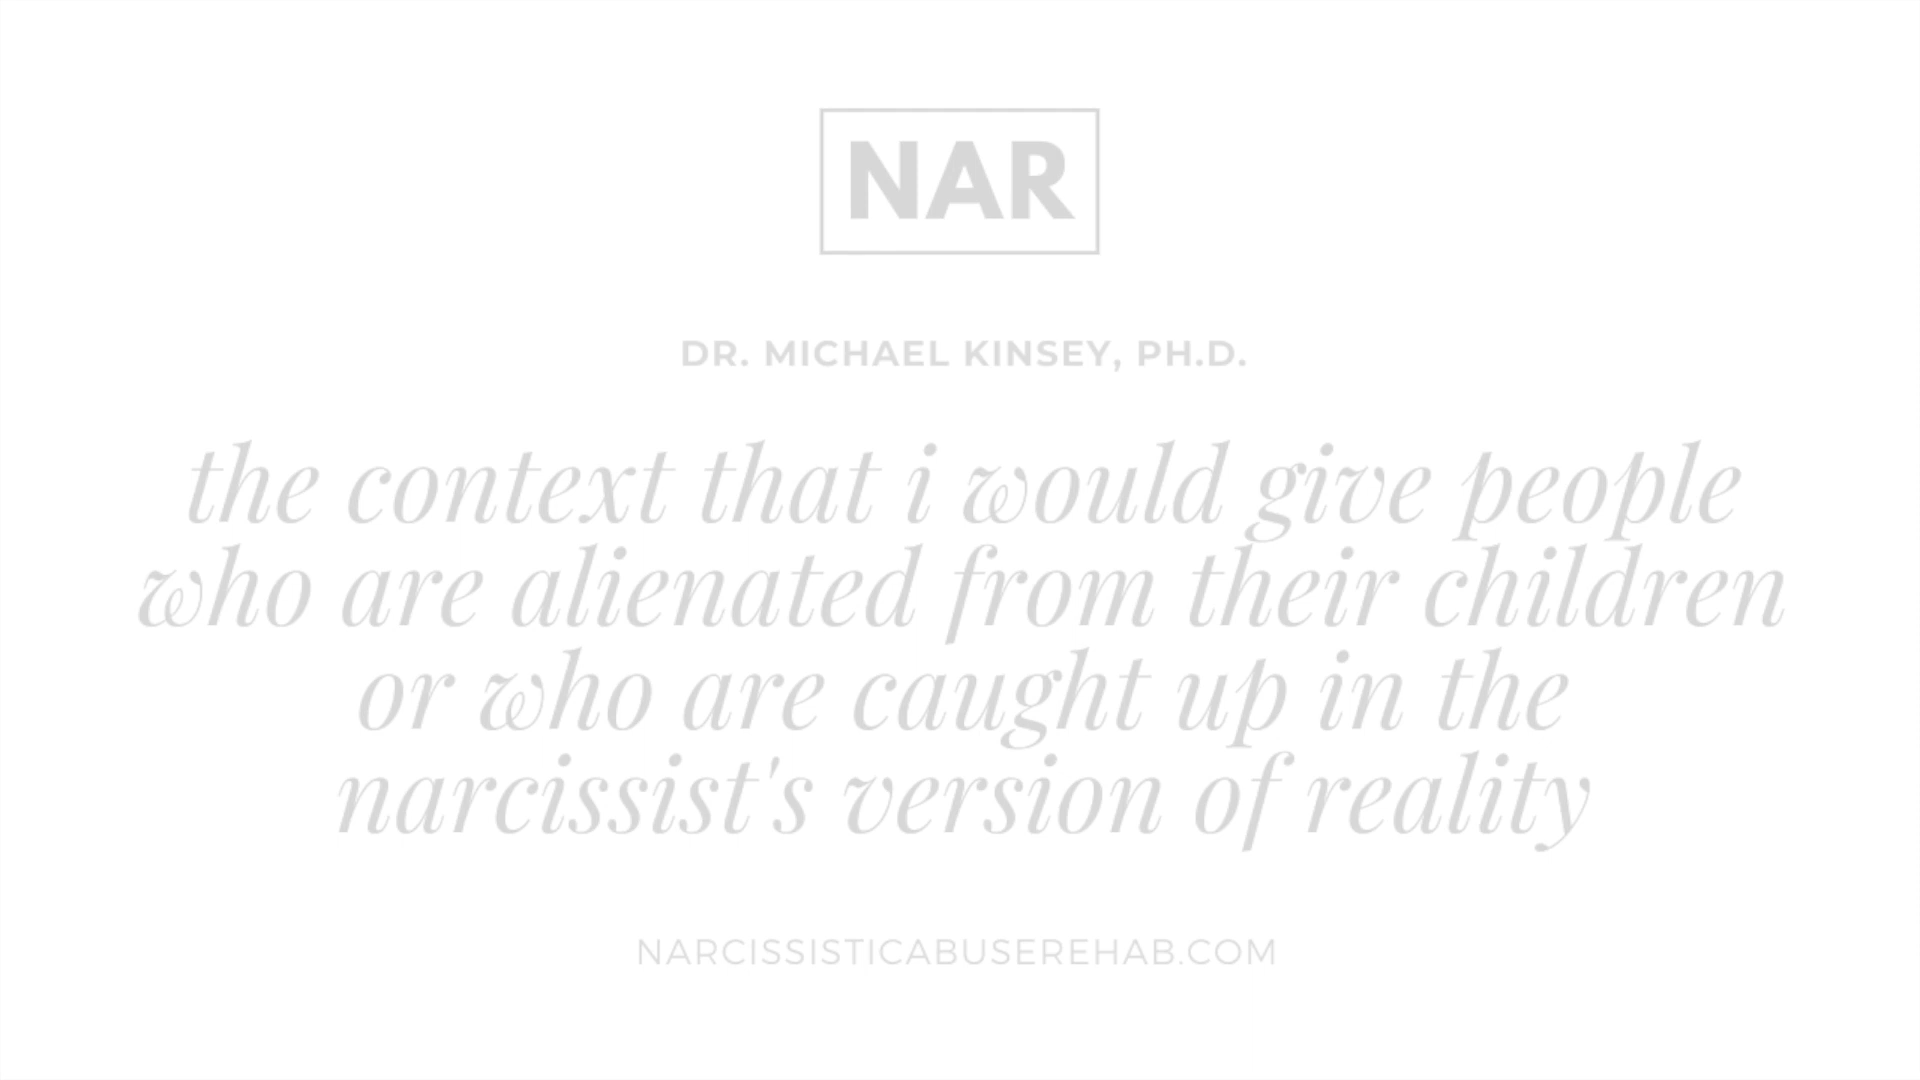 NAR
DR. MICHAEL KINSEY, PH.D.
the context that i would give people
who are alienated from their children
or who are caught up in the
narcissist's version of reality
NARCISSISTICABUSEREHAB.COM